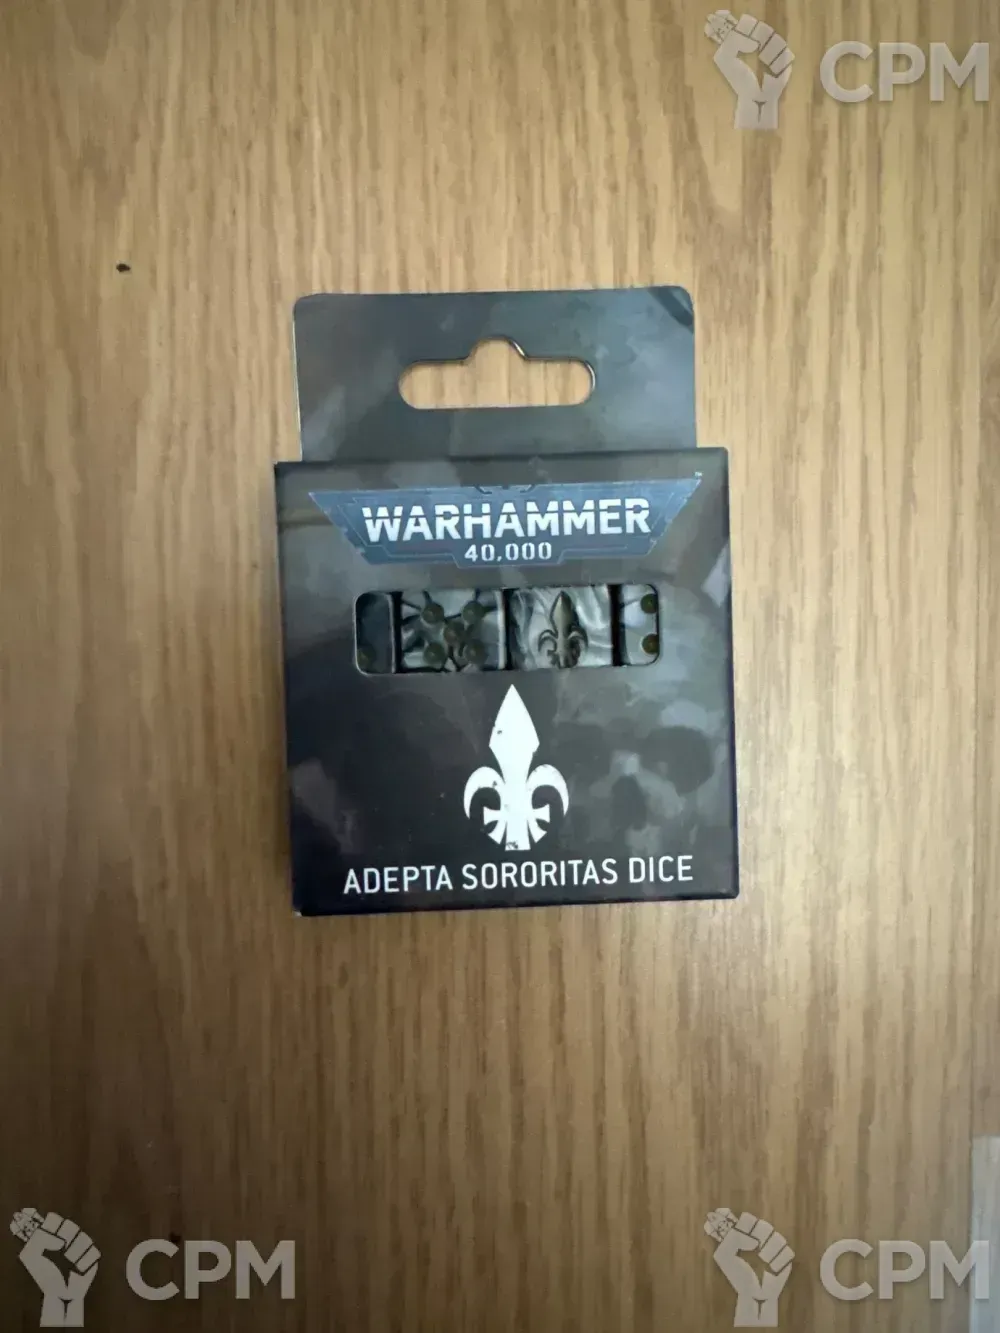 CPM
WARHAMMER
40,000
ADEPTA SORORITAS DICE
CPM
CPM